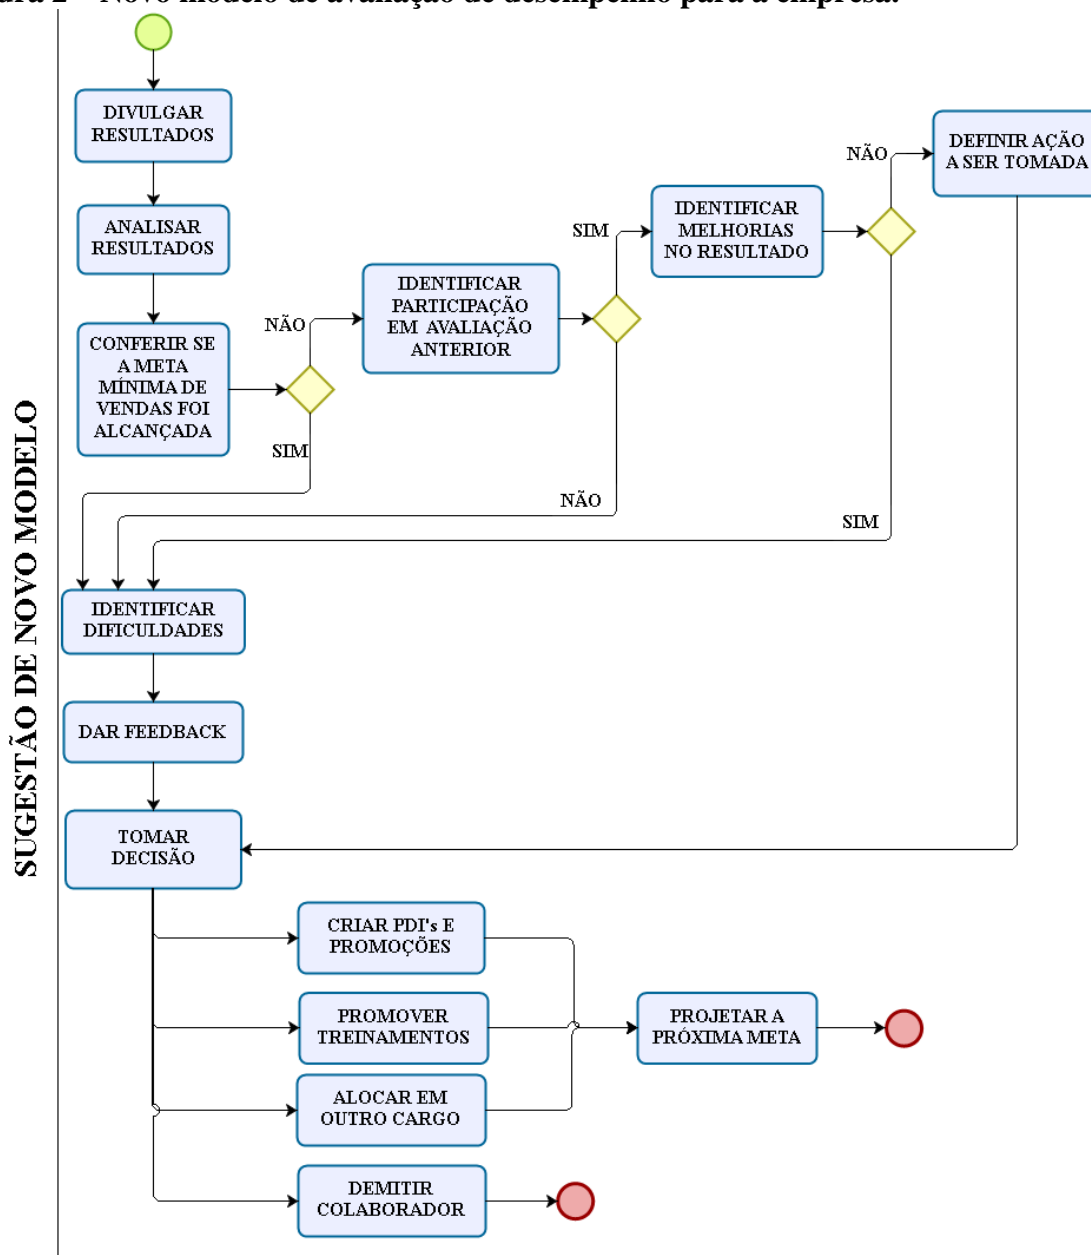 ura 2 – Novo modelo de avaliação de desempenho para a empresa.
SUGESTÃO DE NOVO MODELO
DIVULGAR
RESULTADOS
ANALISAR
RESULTADOS
CONFERIR SE
A META
MÍNIMA DE
VENDAS FOI
ALCANÇADA
NÃO
SIM
IDENTIFICAR
PARTICIPAÇÃO
EM AVALIAÇÃO
ANTERIOR
SIM
NÃO
IDENTIFICAR
MELHORIAS
NO RESULTADO
NÃO
SIM
DEFINIR AÇÃO
A SER TOMADA
IDENTIFICAR
DIFICULDADES
DAR FEEDBACK
TOMAR
DECISÃO
CRIAR PDI's E
PROMOÇÕES
PROMOVER
TREINAMENTOS
ALOCAR EM
OUTRO CARGO
DEMITIR
COLABORADOR
PROJETAR A
PRÓXIMA META